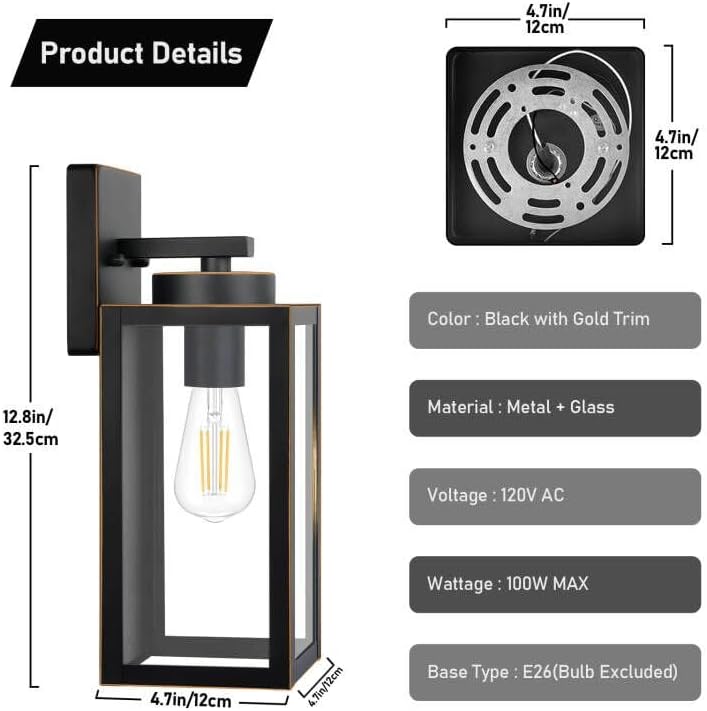 Product Details
4.7in/
12cm
4.7in/
12cm
12.8in/
32.5cm
4.7in/12cm
4.7in/12cm
Color : Black with Gold Trim
Material : Metal + Glass
Voltage : 120V AC
Wattage : 100W MAX
Base Type : E26(Bulb Excluded)